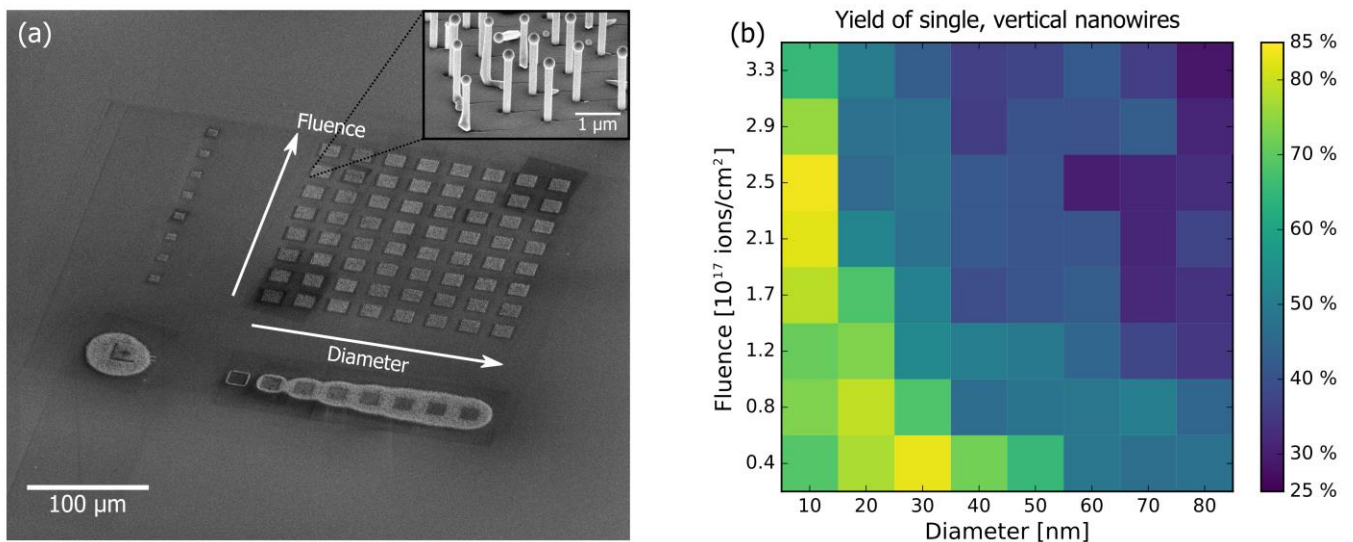 (a)
Fluence
1 µm
Diameter
100 µm
(b)
Yield of single, vertical nanowires
Fluence [10¹⁷ ions/cm²]
3.3
2.9
2.5
2.1
1.7
1.2
0.8
0.4
10 20 30 40 50 60 70 80
Diameter [nm]
85 %
80 %
70 %
60 %
50 %
40 %
30 %
25 %